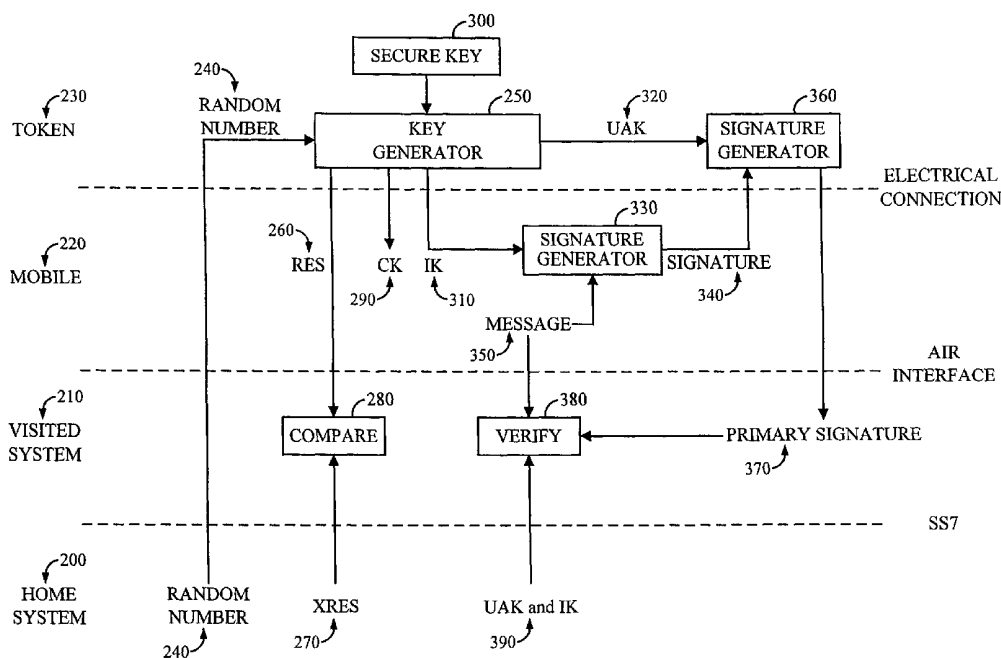 300
SECURE KEY
240
230
RANDOM
NUMBER
TOKEN
250
KEY
GENERATOR
320
UAK
360
SIGNATURE
GENERATOR
ELECTRICAL
CONNECTION
220
MOBILE
260
RES
CK
290
IK
310
330
SIGNATURE
GENERATOR
SIGNATURE
340
MESSAGE
350
AIR
INTERFACE
210
VISITED
SYSTEM
280
COMPARE
380
VERIFY
PRIMARY SIGNATURE
370
SS7
200
HOME
SYSTEM
RANDOM
NUMBER
240
XRES
270
UAK and IK
390